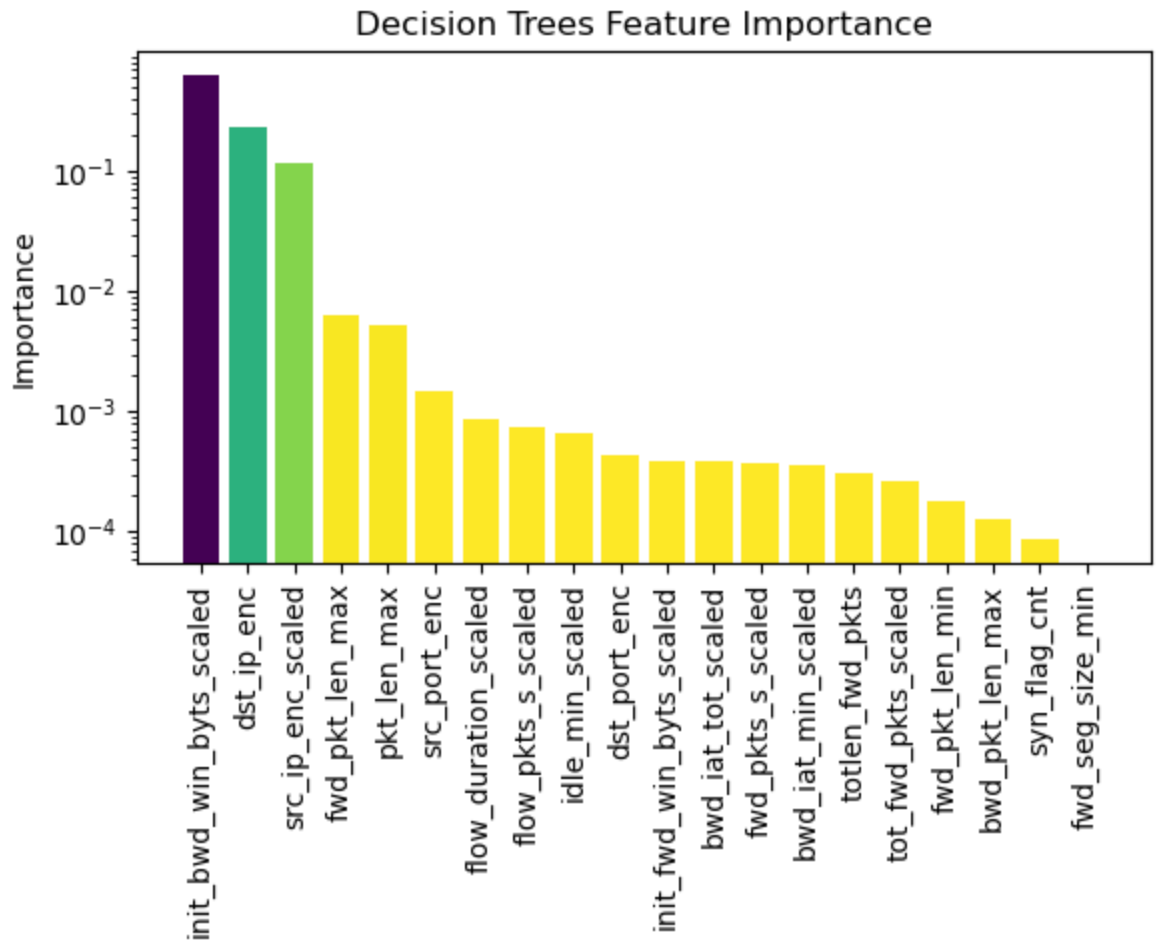 Decision Trees Feature Importance
Importance
10⁻¹
10⁻²
10⁻³
10⁻⁴
init_bwd_win_byts_scaled
dst_ip_enc
src_ip_enc_scaled
fwd_pkt_len_max
pkt_len_max
src_port_enc
flow_duration_scaled
flow_pkts_s_scaled
idle_min_scaled
dst_port_enc
init_fwd_win_byts_scaled
bwd_iat_tot_scaled
fwd_pkts_s_scaled
bwd_iat_min_scaled
totlen_fwd_pkts
tot_fwd_pkts_scaled
fwd_pkt_len_min
bwd_pkt_len_max
syn_flag_cnt
fwd_seg_size_min